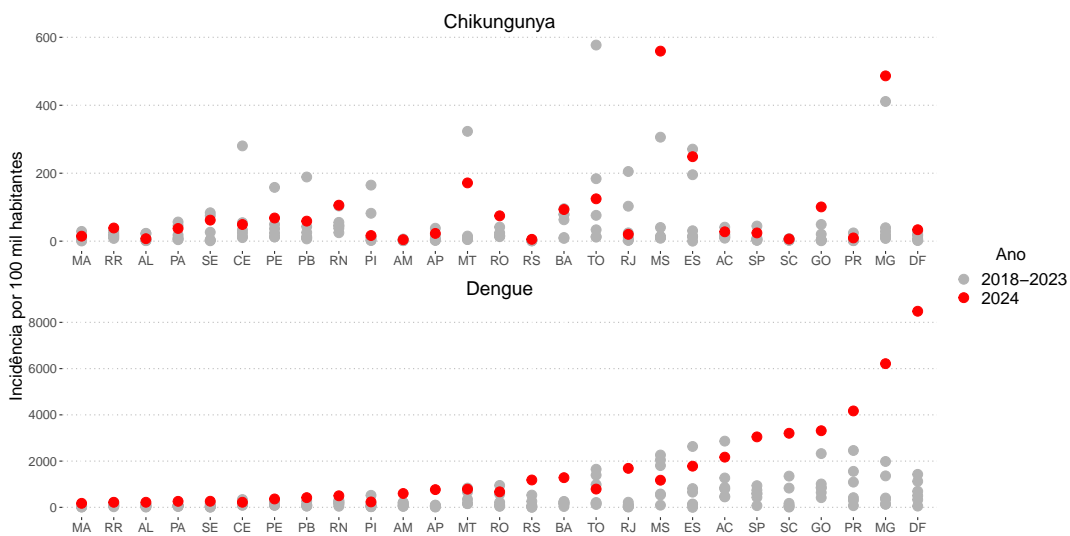 Chikungunya
Incidência por 100 mil habitantes
600
400
200
0
MA RR AL PA SE CE PE PB RN PI AM AP MT RO RS BA TO RJ MS ES AC SP SC GO PR MG DF
Dengue
8000
6000
4000
2000
0
MA RR AL PA SE CE PE PB RN PI AM AP MT RO RS BA TO RJ MS ES AC SP SC GO PR MG DF
Ano
2018−2023
2024